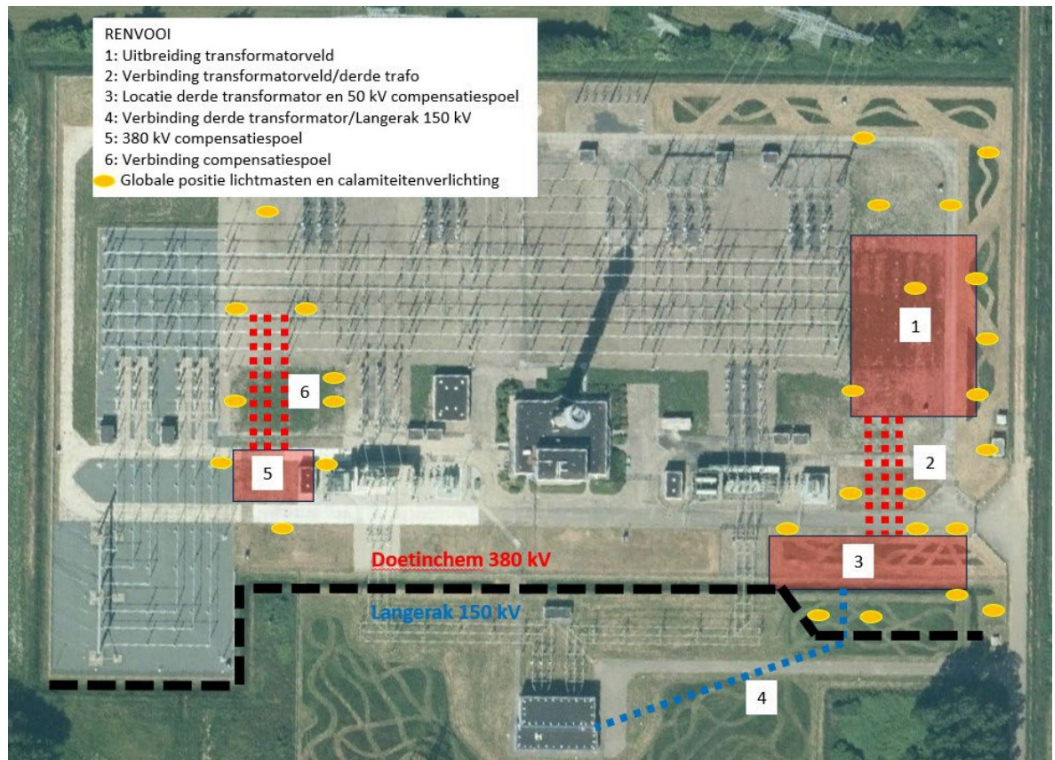 RENVOOI
1: Uitbreiding transformatorveld
2: Verbinding transformatorveld/derde trafo
3: Locatie derde transformator en 50 kV compensatiespoel
4: Verbinding derde transformator/Langerak 150 kV
5: 380 kV compensatiespoel
6: Verbinding compensatiespoel
Globale positie lichtmasten en calamiteitenverlichting
1
6
2
5
3
Doetinchem 380 kV
Langerak 150 kV
4